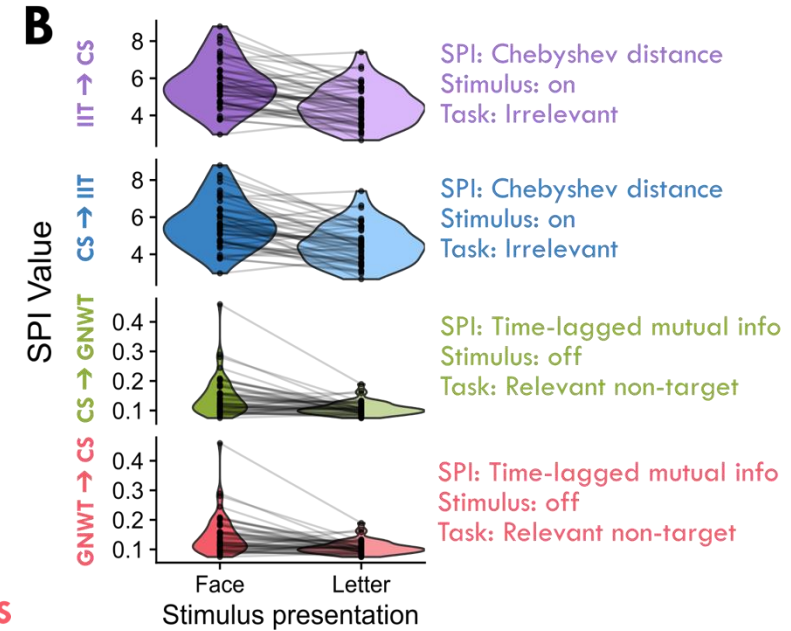 B
SPI Value
IIT → CS
8
6
4
SPI: Chebyshev distance
Stimulus: on
Task: Irrelevant
CS → IIT
8
6
4
SPI: Chebyshev distance
Stimulus: on
Task: Irrelevant
CS → GNWT
0.4
0.3
0.2
0.1
SPI: Time-lagged mutual info
Stimulus: off
Task: Relevant non-target
GNWT → CS
0.4
0.3
0.2
0.1
SPI: Time-lagged mutual info
Stimulus: off
Task: Relevant non-target
Face
Letter
Stimulus presentation
s